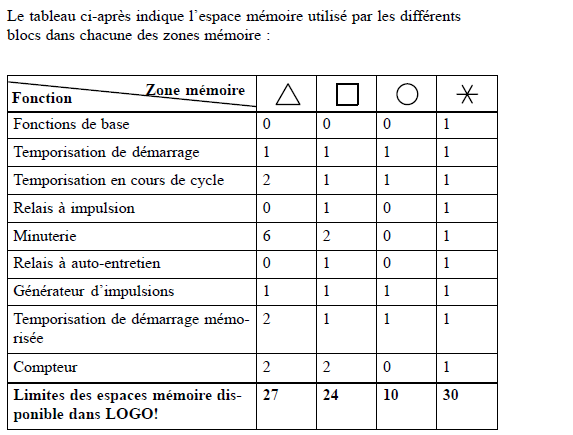 Le tableau ci-après indique l'espace mémoire utilisé par les différents
blocs dans chacune des zones mémoire :
Zone mémoire
Fonction
Fonctions de base 0 0 0 1
Temporisation de démarrage 1 1 1 1
Temporisation en cours de cycle 2 1 1 1
Relais à impulsion 0 1 0 1
Minuterie 6 2 0 1
Relais à auto-entretien 0 1 0 1
Générateur d'impulsions 1 1 1 1
Temporisation de démarrage mémo- 2 1 1 1
risée
Compteur 2 2 0 1
Limites des espaces mémoire dis- 27 24 10 30
ponible dans LOGO!